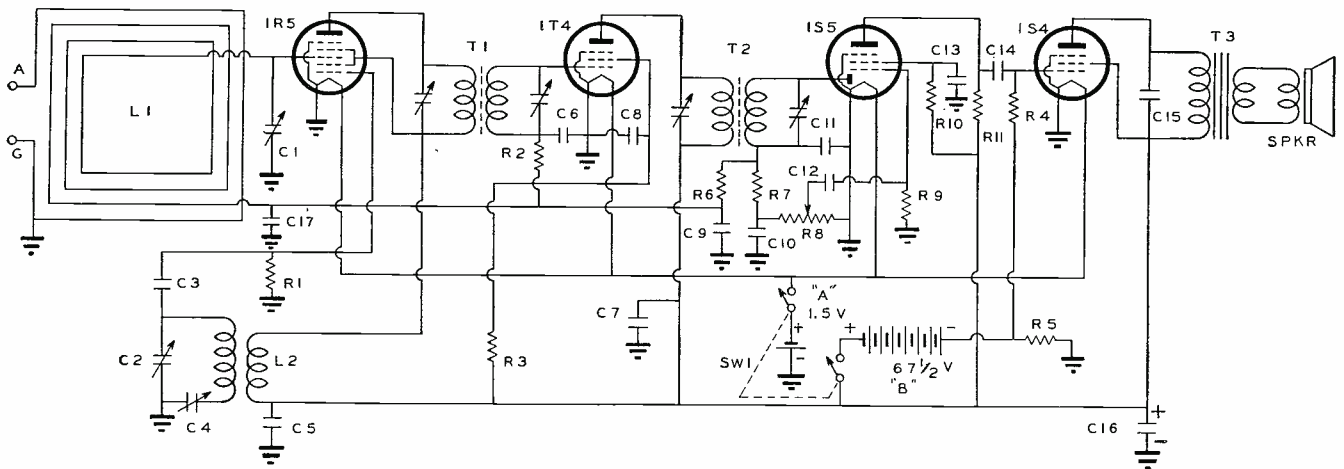 1R5
1T4
1S5
1S4
A
G
L1
T1
T2
T3
C1
R2
C6
C8
C11
C12
C13
R10
R11
C14
R4
C15
SPKR
C17
R6
R7
R8
R9
C9
C10
C3
R1
C2
L2
C4
C5
R3
C7
SW1
"A"
1.5 V
+
-
+
-
67 1/2 V
"B"
R5
C16
+
-